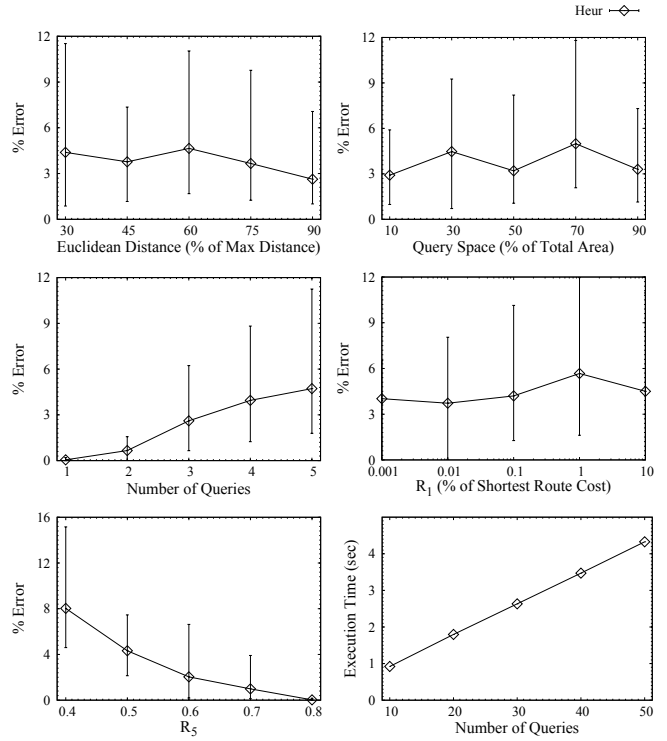 Heur
12
9
6
3
0
% Error
30 45 60 75 90
Euclidean Distance (% of Max Distance)
12
9
6
3
0
% Error
10 30 50 70 90
Query Space (% of Total Area)
12
9
6
3
0
% Error
1 2 3 4 5
Number of Queries
12
9
6
3
0
% Error
0.001 0.01 0.1 1 10
R1 (% of Shortest Route Cost)
16
12
8
4
0
% Error
0.4 0.5 0.6 0.7 0.8
R5
4
3
2
1
0
Execution Time (sec)
10 20 30 40 50
Number of Queries